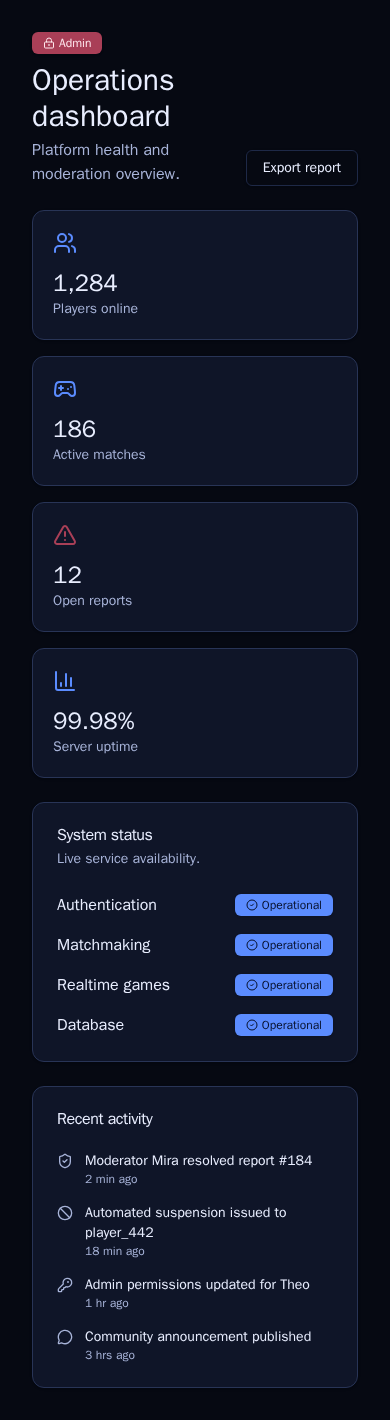 Admin
Operations
dashboard
Platform health and
moderation overview.
Export report
1,284
Players online
186
Active matches
12
Open reports
99.98%
Server uptime
System status
Live service availability.
Authentication
Operational
Matchmaking
Operational
Realtime games
Operational
Database
Operational
Recent activity
Moderator Mira resolved report #184
2 min ago
Automated suspension issued to
player_442
18 min ago
Admin permissions updated for Theo
1 hr ago
Community announcement published
3 hrs ago